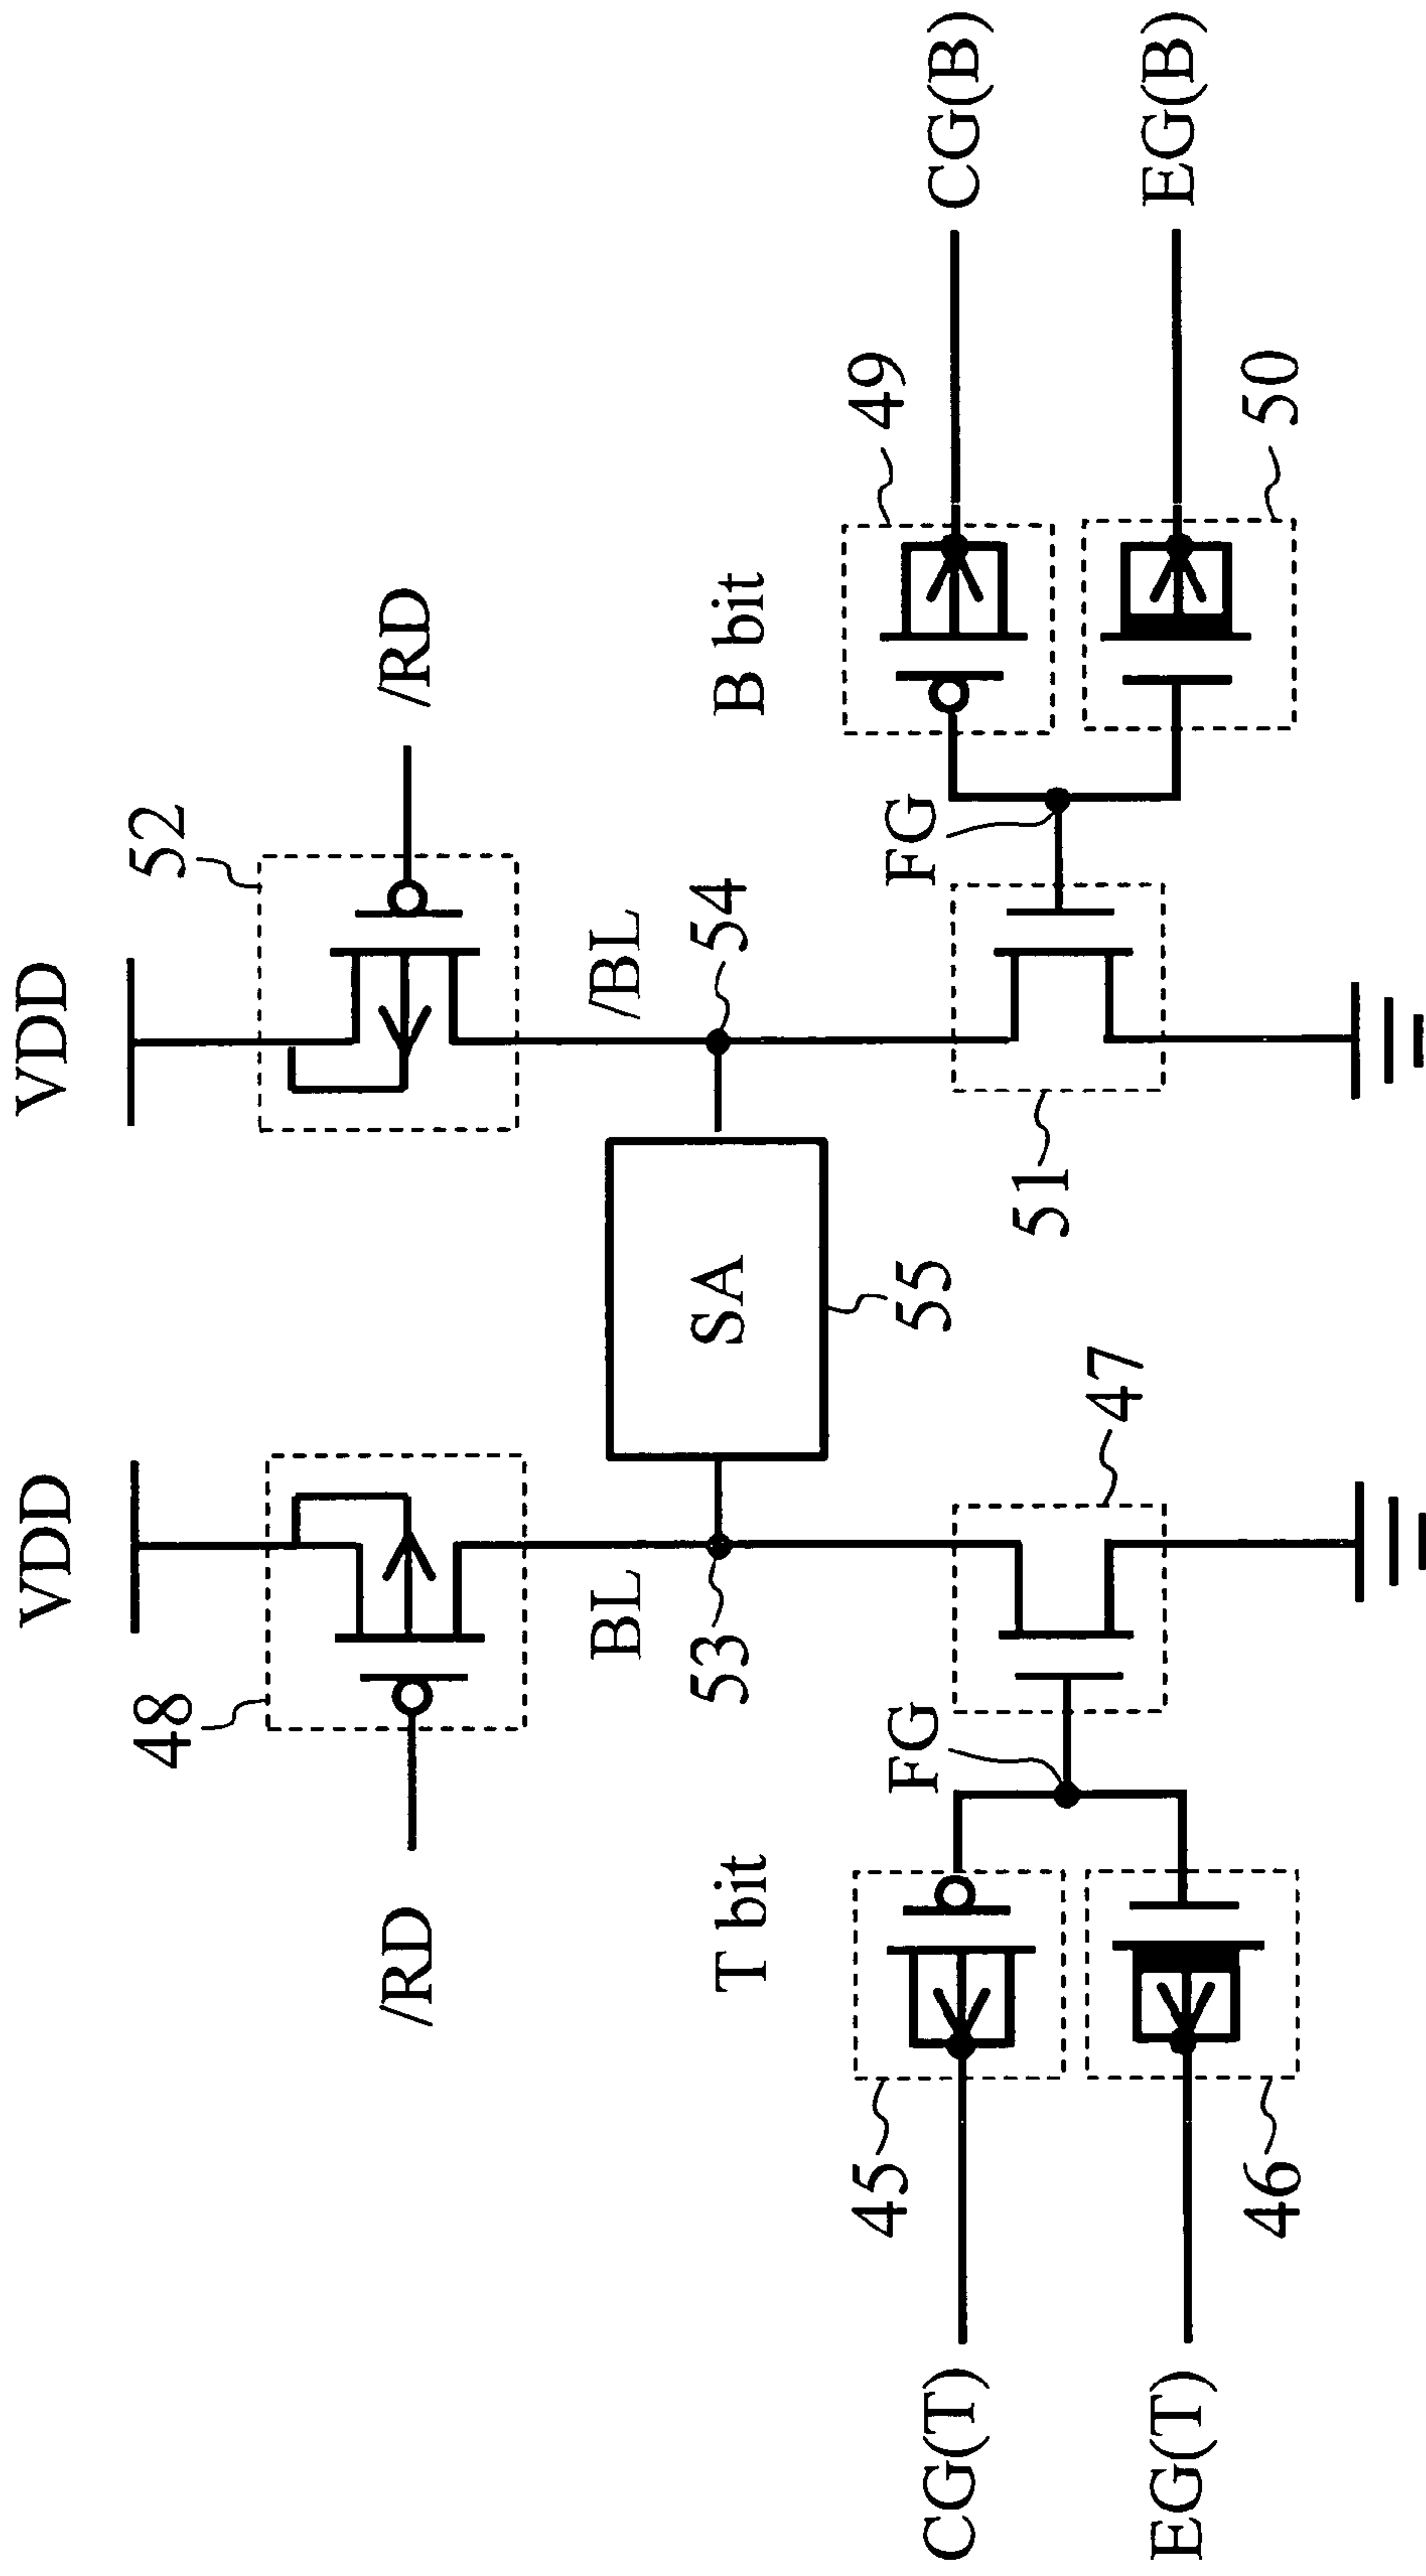 VDD
VDD
48
52
/RD
/RD
BL
/BL
53
54
T bit
SA
B bit
55
FG
FG
45
49
CG(T)
CG(B)
47
51
46
50
EG(T)
EG(B)